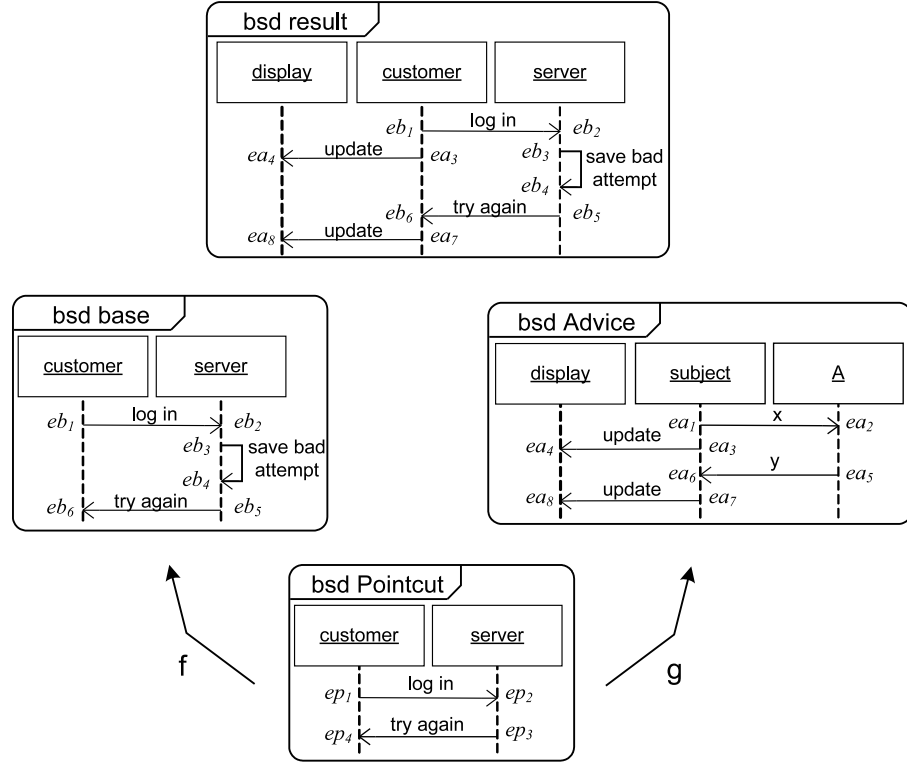 bsd result
display customer server
eb1 log in eb2
ea4 update ea3 eb3 save bad
eb4 attempt
eb6 try again eb5
ea8 update ea7
bsd base
customer server
eb1 log in eb2
eb3 save bad
eb4 attempt
eb6 try again eb5
bsd Advice
display subject A
ea1 x ea2
ea4 update ea3
ea6 y ea5
ea8 update ea7
bsd Pointcut
customer server
ep1 log in ep2
ep4 try again ep3
f
g